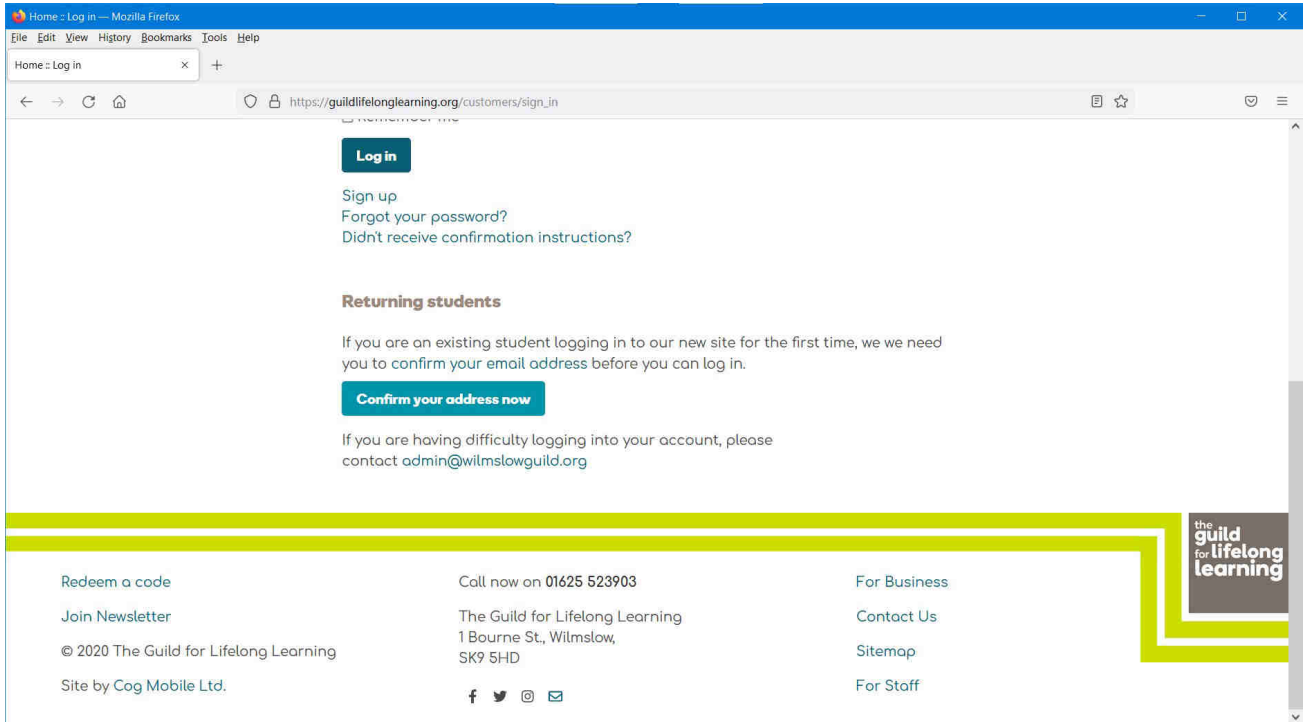 Home :: Log in — Mozilla Firefox
File Edit View History Bookmarks Tools Help
Home :: Log in
https://guildlifelonglearning.org/customers/sign_in
Remember me
Log in
Sign up
Forgot your password?
Didn't receive confirmation instructions?
Returning students
If you are an existing student logging in to our new site for the first time, we we need
you to confirm your email address before you can log in.
Confirm your address now
If you are having difficulty logging into your account, please
contact admin@wilmslowguild.org
the
guild
for lifelong
learning
Redeem a code
Join Newsletter
© 2020 The Guild for Lifelong Learning
Site by Cog Mobile Ltd.
Call now on 01625 523903
The Guild for Lifelong Learning
1 Bourne St., Wilmslow,
SK9 5HD
For Business
Contact Us
Sitemap
For Staff